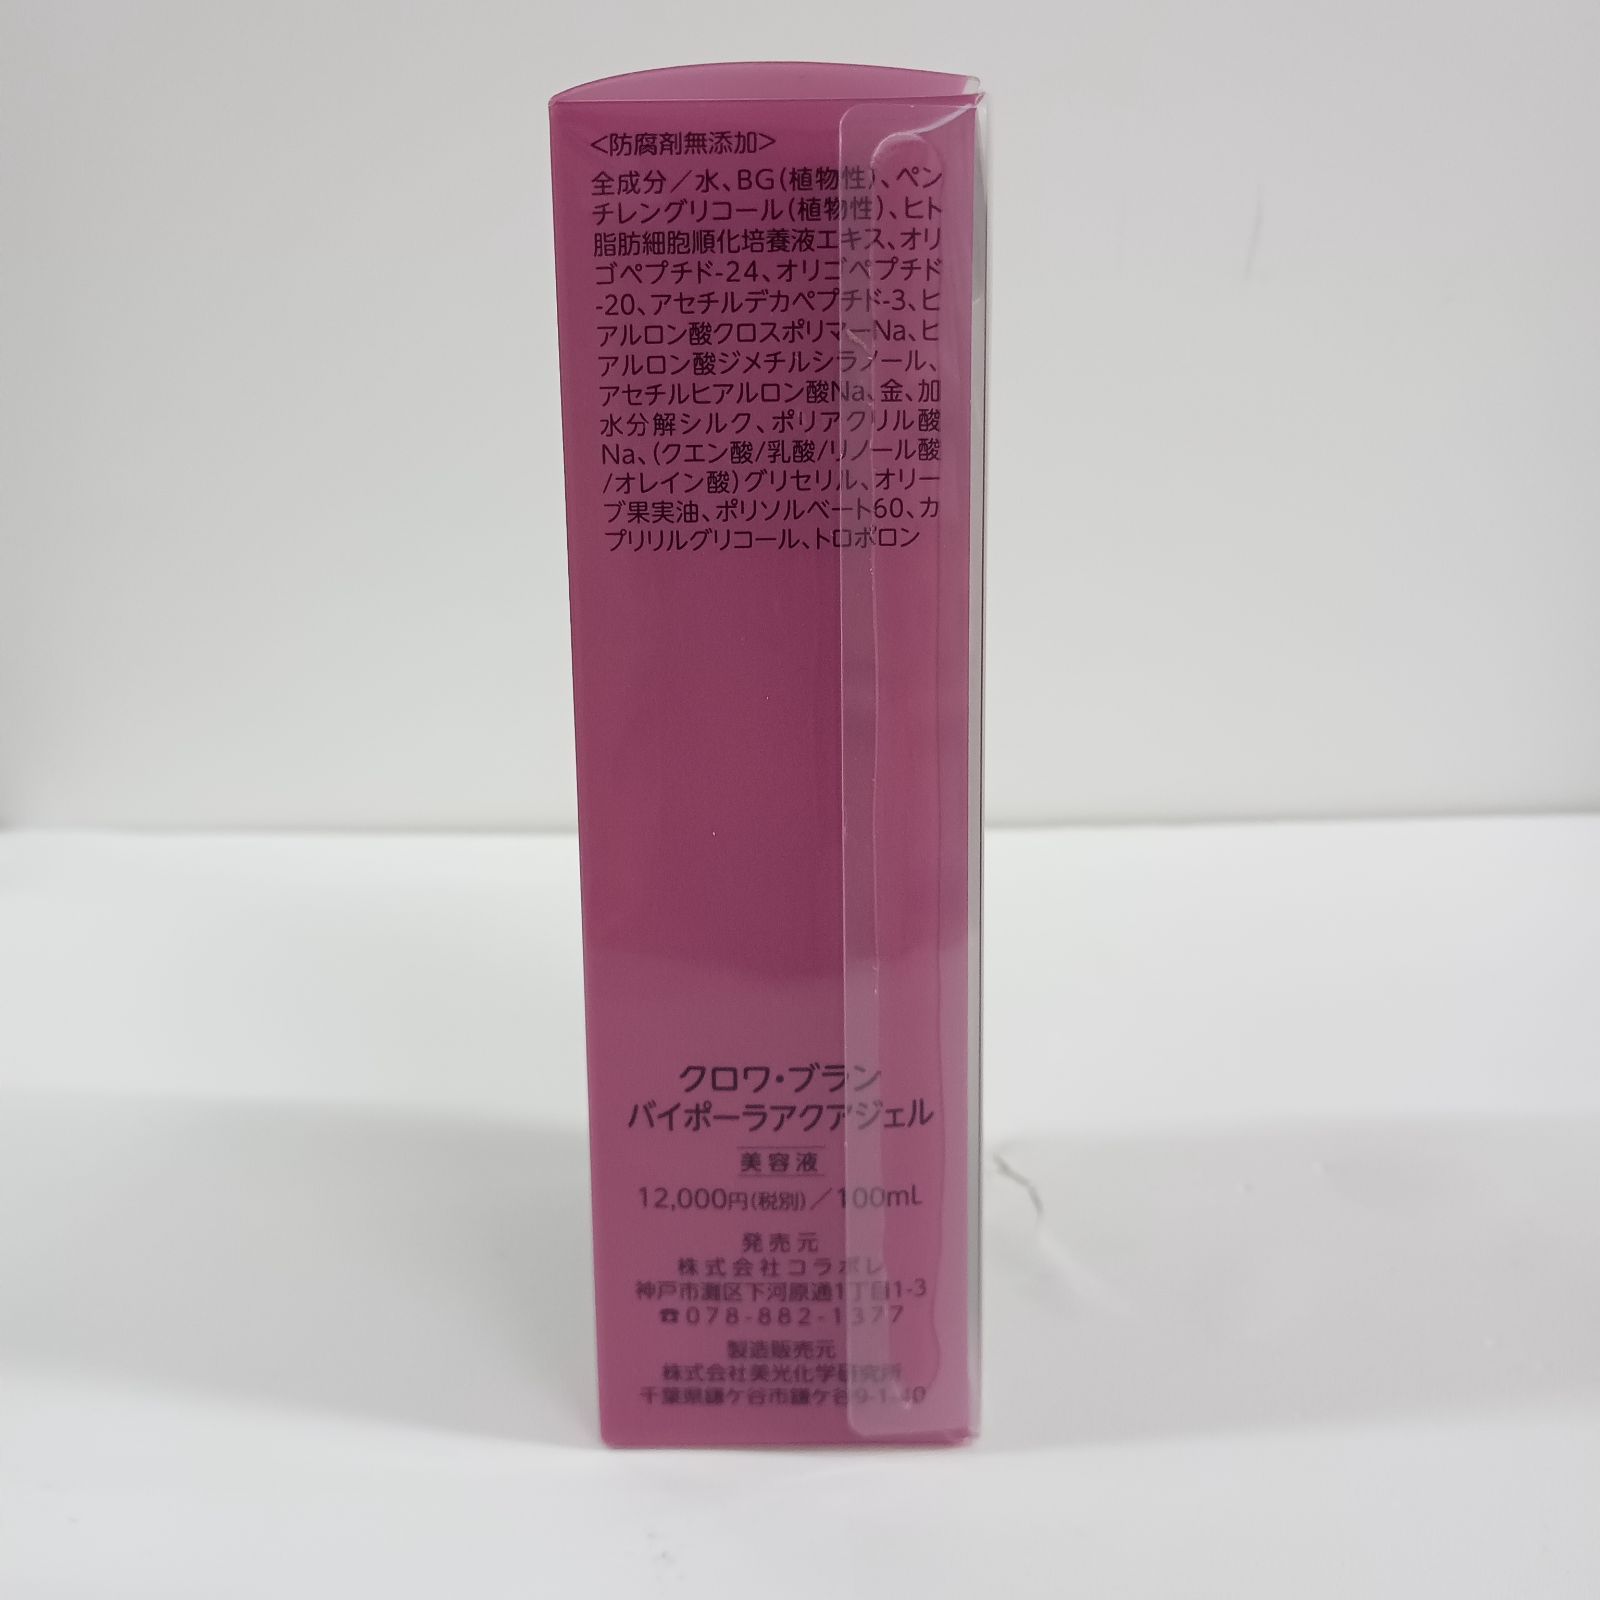 <防腐剤無添加>
全成分／水、BG(植物性)、ペン
チレングリコール(植物性)、ヒト
脂肪細胞順化培養液エキス、オリ
ゴペプチド-24、オリゴペプチド
-20、アセチルデカペプチド-3、ヒ
アルロン酸クロスポリマーNa、ヒ
アルロン酸ジメチルシラノール、
アセチルヒアルロン酸Na、金、加
水分解シルク、ポリアクリル酸
Na、(クエン酸/乳酸/リノール酸
/オレイン酸)グリセリル、オリー
ブ果実油、ポリソルベート60、カ
プリリルグリコール、トロポロン
クロワ・ブラン
バイポーラアクアジェル
美容液
12,000円(税別)／100mL
発売元
株式会社コラボレ
神戸市灘区下河原通1丁目1-3
☎078-882-1377
製造販売元
株式会社美光化学研究所
千葉県鎌ケ谷市鎌ケ谷9-1-40